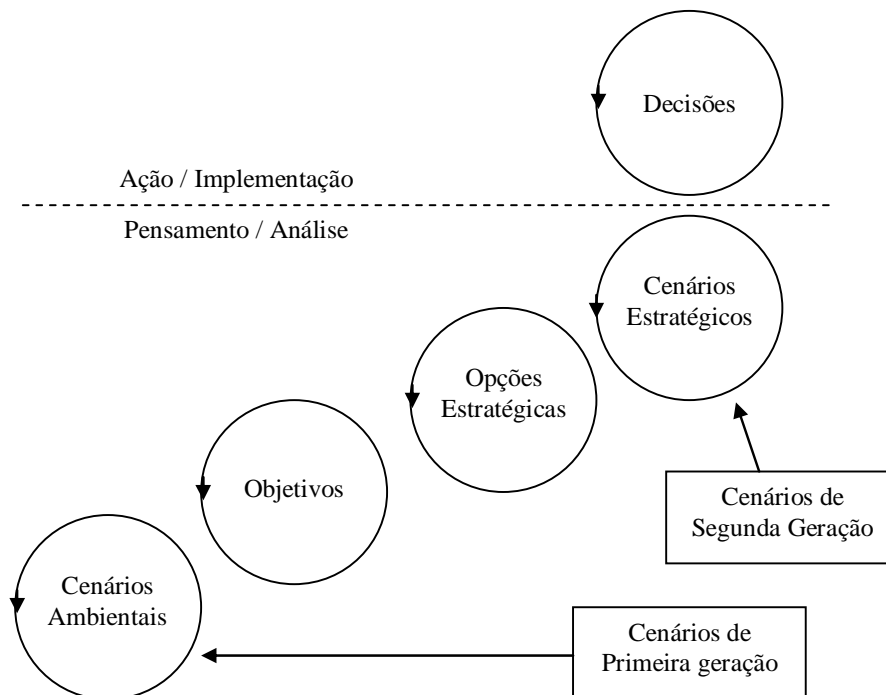 Decisões
Ação / Implementação
Pensamento / Análise
Cenários
Estratégicos
Opções
Estratégicas
Objetivos
Cenários de
Segunda Geração
Cenários
Ambientais
Cenários de
Primeira geração